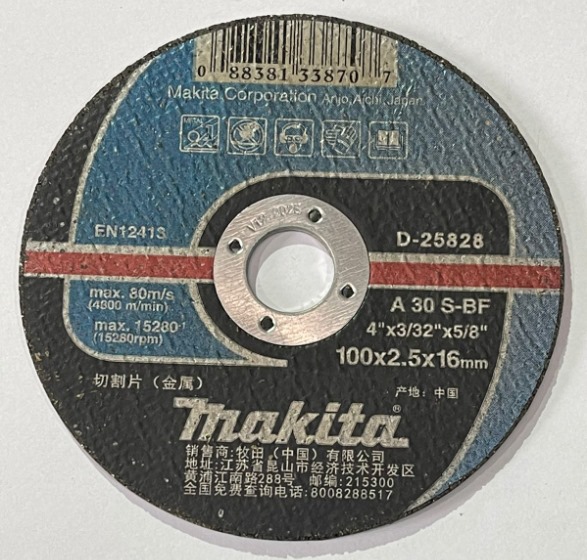 0 88381 33870 7
Makita Corporation Anjo, Aichi, Japan
METAL
EN12413
D-25828
max. 80m/s
(4800 m/min)
max. 15280⁻¹
(15280rpm)
A 30 S-BF
4"x3/32"x5/8"
100x2.5x16mm
切割片（金属）
产地: 中国
makita®
销售商: 牧田（中国）有限公司
地址: 江苏省昆山市经济技术开发区
黄浦江南路288号 邮编: 215300
全国免费查询电话: 8008288517